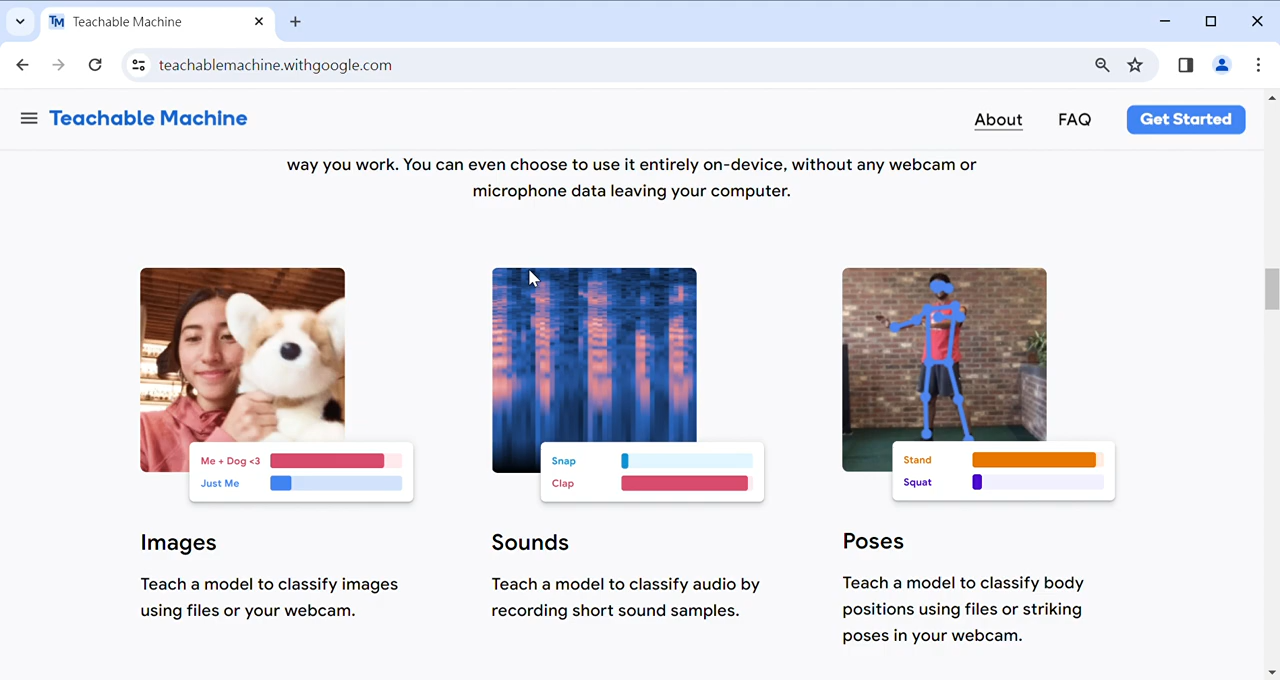 TM Teachable Machine
teachablemachine.withgoogle.com
Teachable Machine
About
FAQ
Get Started
way you work. You can even choose to use it entirely on-device, without any webcam or
microphone data leaving your computer.
Me + Dog <3
Just Me
Snap
Clap
Stand
Squat
Images
Teach a model to classify images
using files or your webcam.
Sounds
Teach a model to classify audio by
recording short sound samples.
Poses
Teach a model to classify body
positions using files or striking
poses in your webcam.